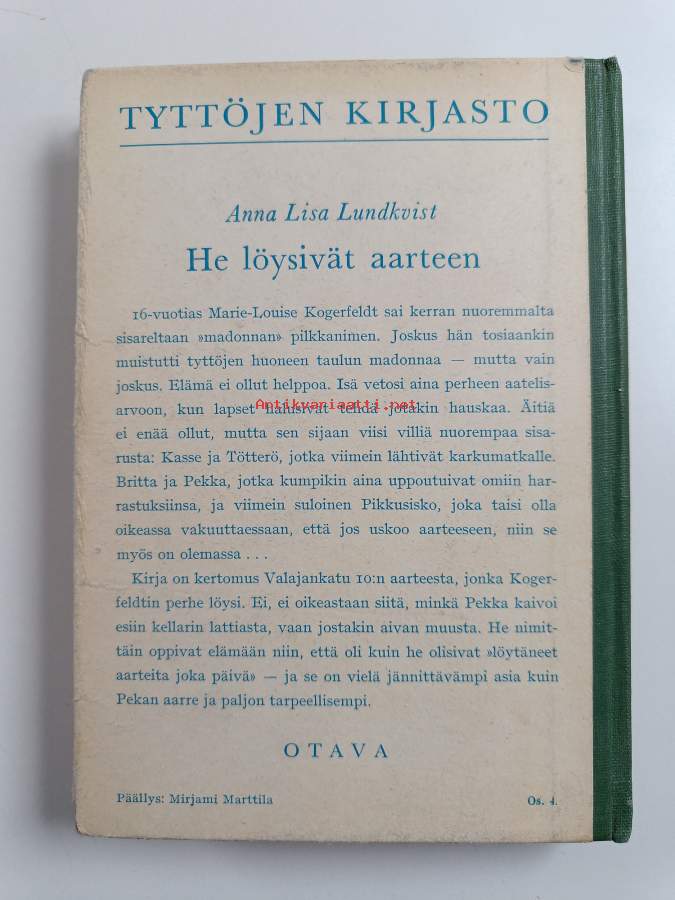 TYTTÖJEN KIRJASTO
Anna Lisa Lundkvist
He löysivät aarteen
16-vuotias Marie-Louise Kogerfeldt sai kerran nuoremmalta
sisareltaan »madonnan» pilkkanimen. Joskus hän tosiaankin
muistutti tyttöjen huoneen taulun madonnaa — mutta vain
joskus. Elämä ei ollut helppoa. Isä vetosi aina perheen aatelis-
arvoon, kun lapset halusivat tehdä jotakin hauskaa. Äitiä
Antikvariaatti.net
ei enää ollut, mutta sen sijaan viisi villiä nuorempaa sisa-
rusta: Kasse ja Tötterö, jotka viimein lähtivät karkumatkalle.
Britta ja Pekka, jotka kumpikin aina uppoutuivat omiin har-
rastuksiinsa, ja viimein suloinen Pikkusisko, joka taisi olla
oikeassa vakuuttaessaan, että jos uskoo aarteeseen, niin se
myös on olemassa . . .
Kirja on kertomus Valajankatu 10:n aarteesta, jonka Koger-
feldtin perhe löysi. Ei, ei oikeastaan siitä, minkä Pekka kaivoi
esiin kellarin lattiasta, vaan jostakin aivan muusta. He nimit-
täin oppivat elämään niin, että oli kuin he olisivat »löytäneet
aarteita joka päivä» — ja se on vielä jännittävämpi asia kuin
Pekan aarre ja paljon tarpeellisempi.
OTAVA
Päällys: Mirjami Marttila
Os. 4.